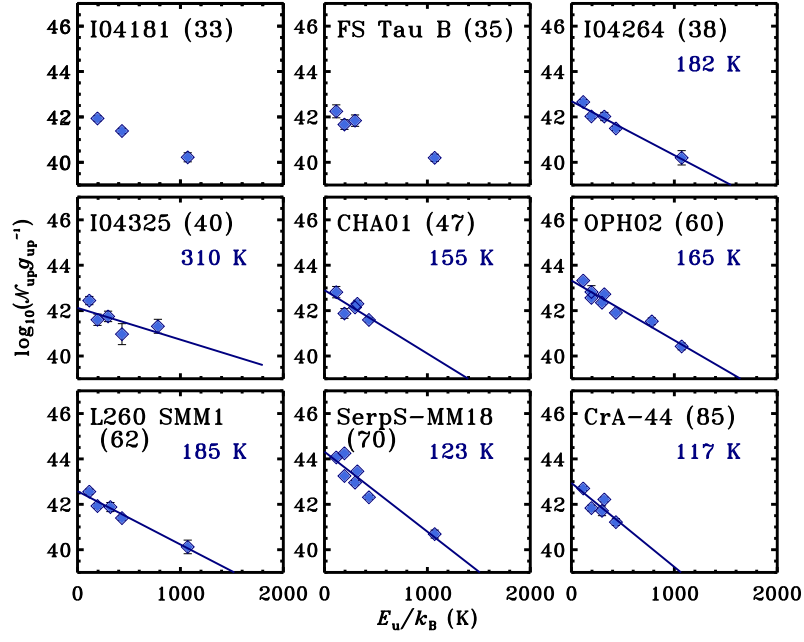 I04181 (33)
FS Tau B (35)
I04264 (38)
182 K
46
44
42
40
I04325 (40)
310 K
CHA01 (47)
155 K
OPH02 (60)
165 K
46
44
42
40
log₁₀(𝒩ᵤₚgᵤₚ⁻¹)
L260 SMM1
(62)
185 K
SerpS-MM18
(70)
123 K
CrA-44 (85)
117 K
46
44
42
40
0 1000 2000 0 1000 2000 0 1000 2000
Eᵤ/k_B (K)